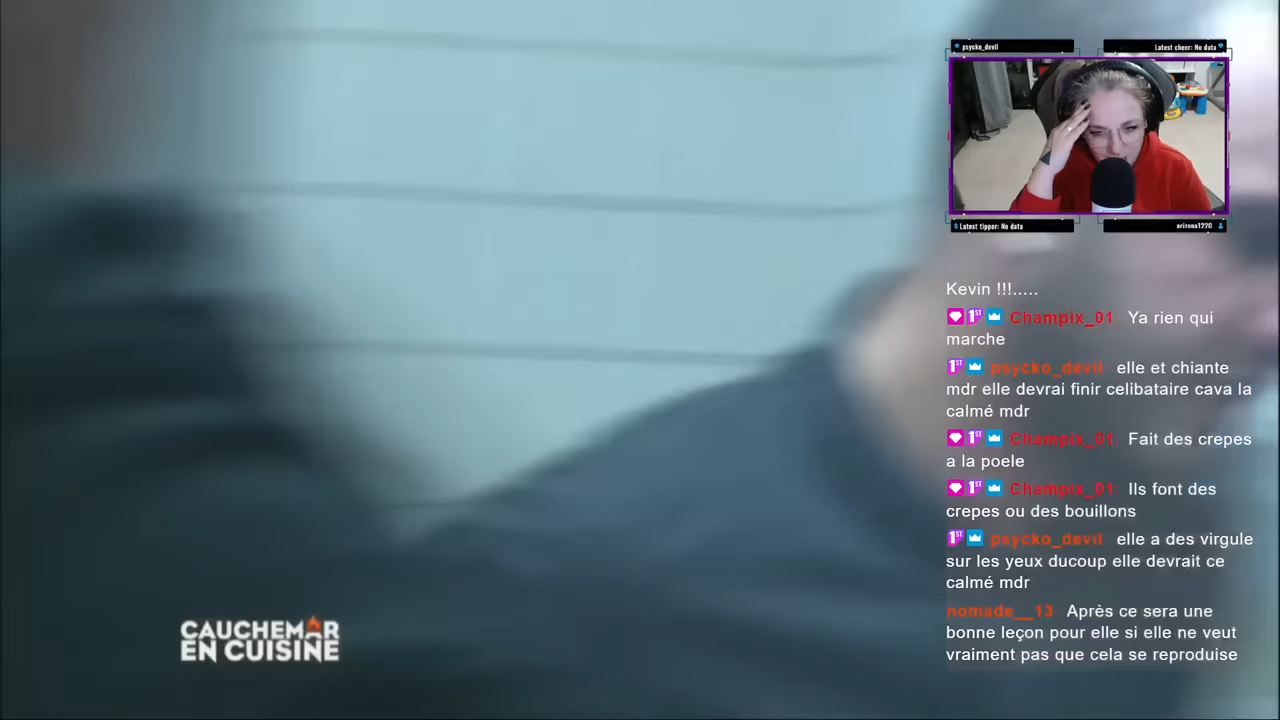 psycko_devil
Latest cheer: No data
Latest tipper: No data
arizona1220
Kevin !!!.....
Champix_01: Ya rien qui
marche
psycko_devil: elle et chiante
mdr elle devrai finir celibataire cava la
calmé mdr
Champix_01: Fait des crepes
a la poele
Champix_01: Ils font des
crepes ou des bouillons
psycko_devil: elle a des virgule
sur les yeux ducoup elle devrait ce
calmé mdr
nomade__13: Après ce sera une
bonne leçon pour elle si elle ne veut
vraiment pas que cela se reproduise
CAUCHEMAR
EN CUISINE